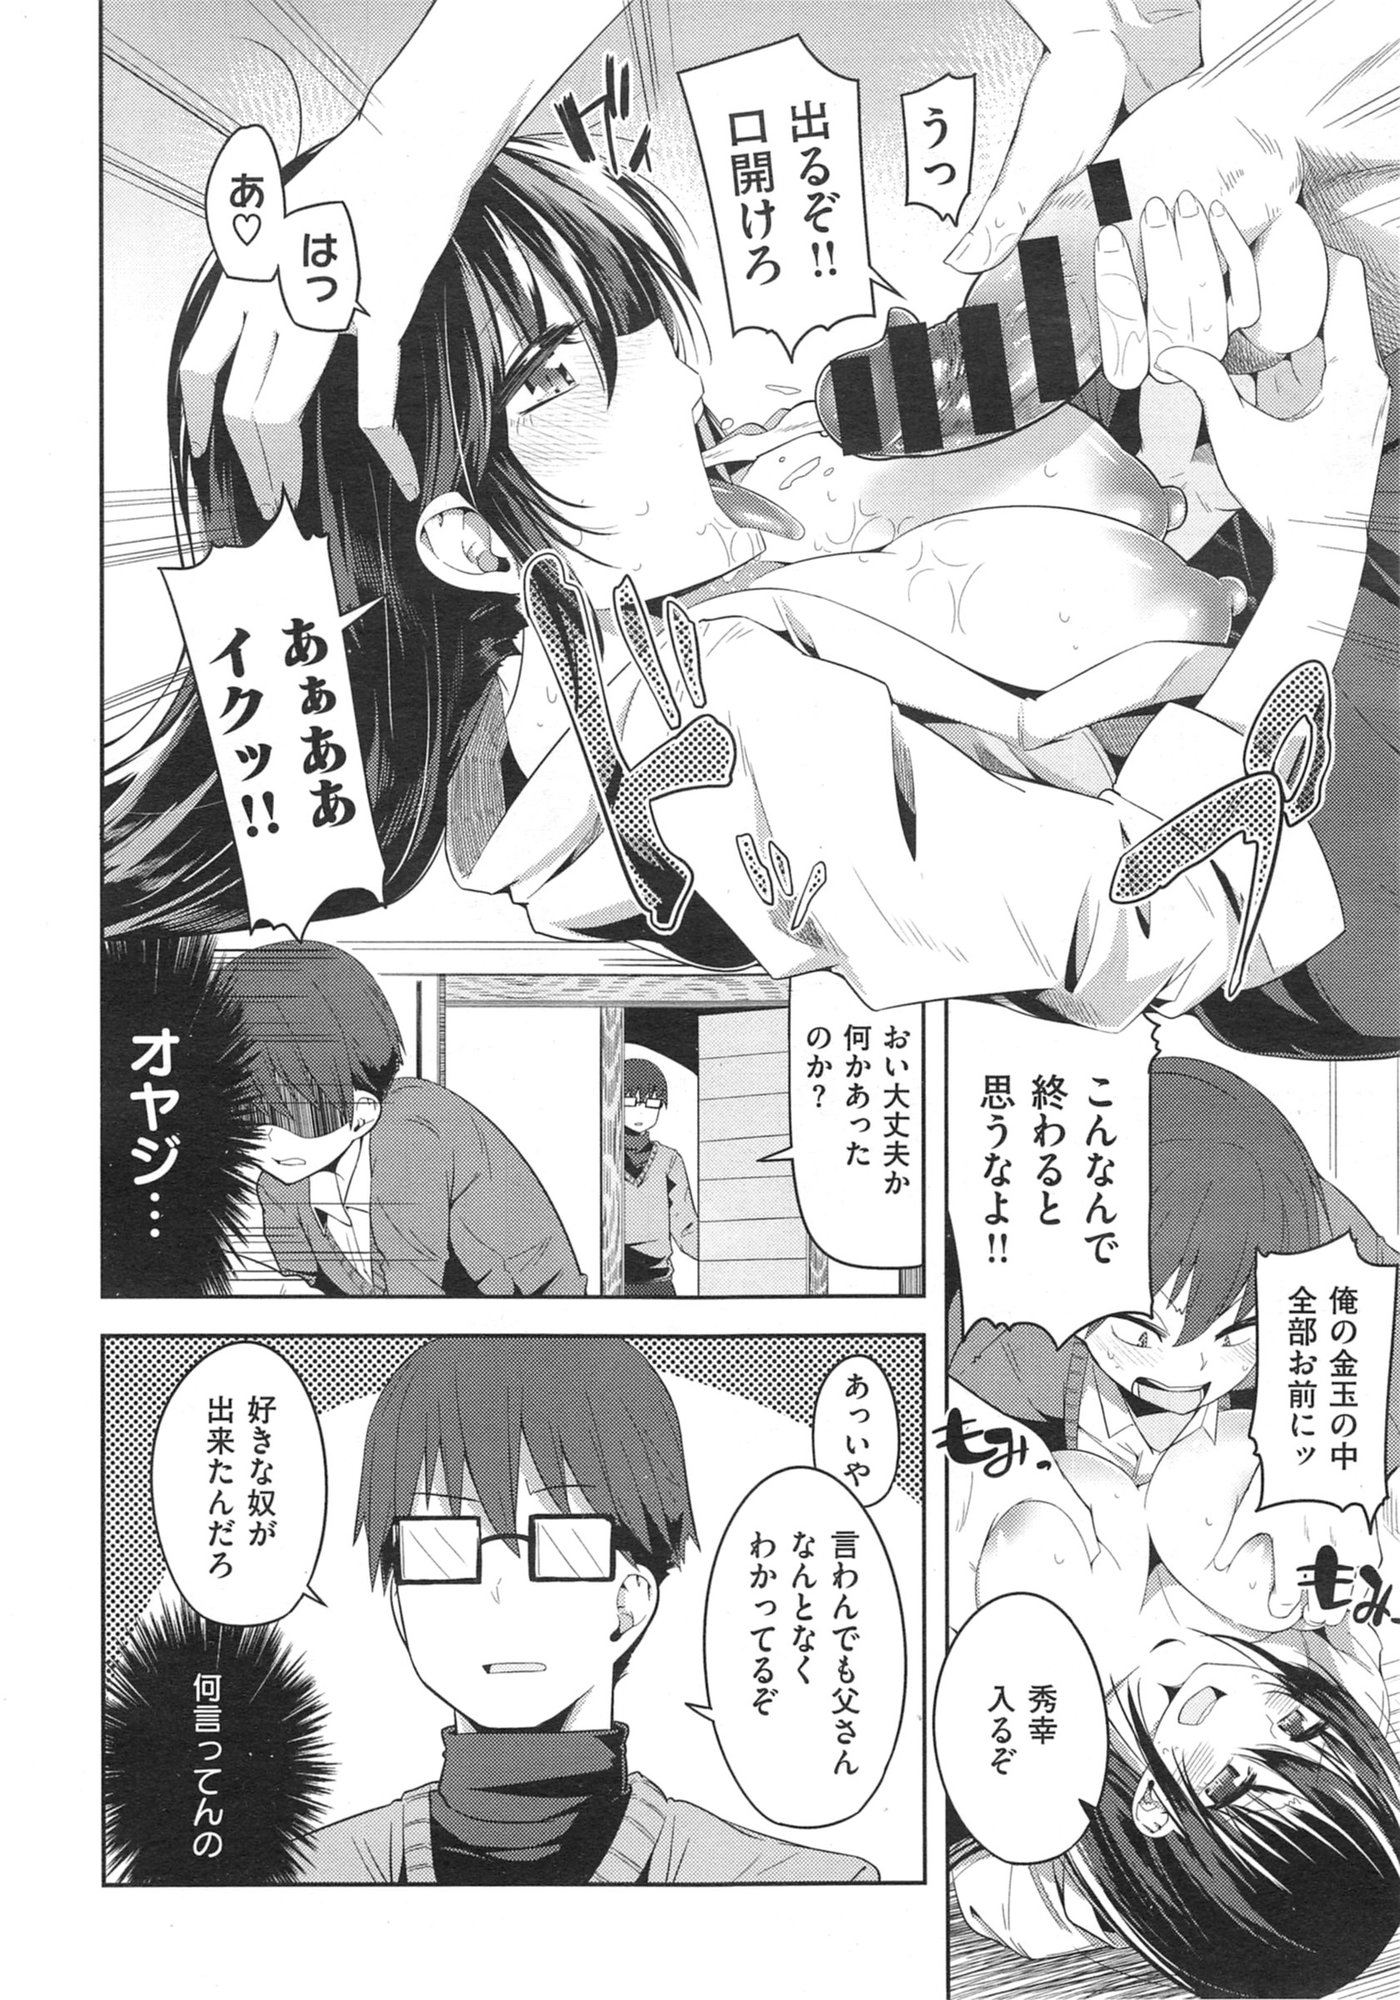 うっ
出るぞ!!
口開けろ
ドザ
はっ
あ♡
あぁああ
イクッ!!
こんなんで
終わると
思うなよ!!
俺の金玉の中
全部お前にッ
もみっ
もみっ
秀幸
入るぞ
おい大丈夫か
何かあった
のか?
オヤジ…
あっいや
言わんでも父さん
なんとなく
わかってるぞ
好きな奴が
出来たんだろ
何言ってんの